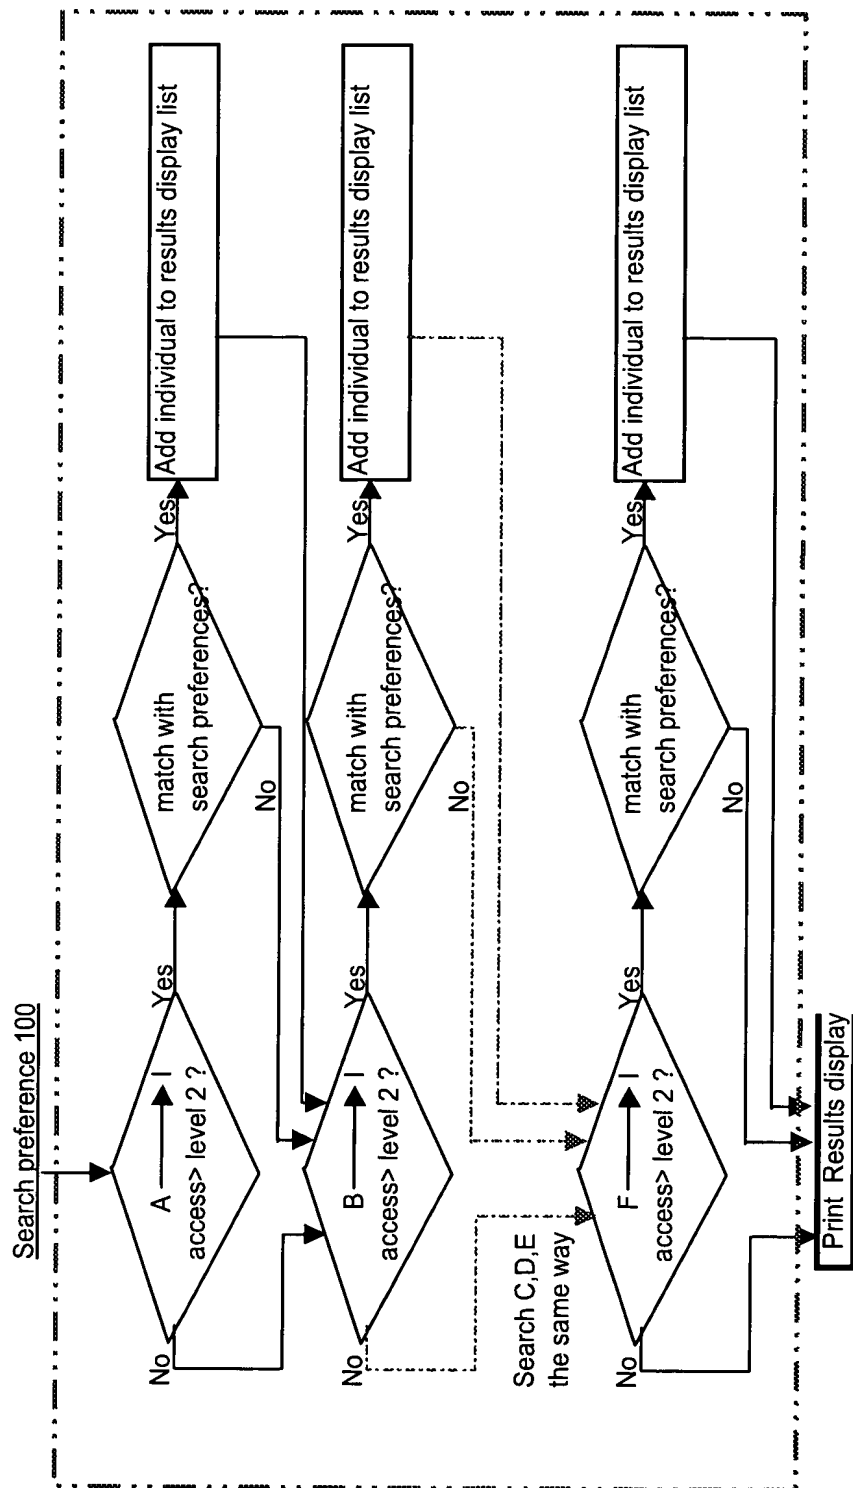 Search preference 100
A I
access> level 2 ?
Yes
No
match with
search preferences?
Yes
No
Add individual to results display list
B I
access> level 2 ?
Yes
No
match with
search preferences?
Yes
No
Add individual to results display list
Search C,D,E
the same way
F I
access> level 2 ?
Yes
No
match with
search preferences?
Yes
No
Add individual to results display list
Print Results display